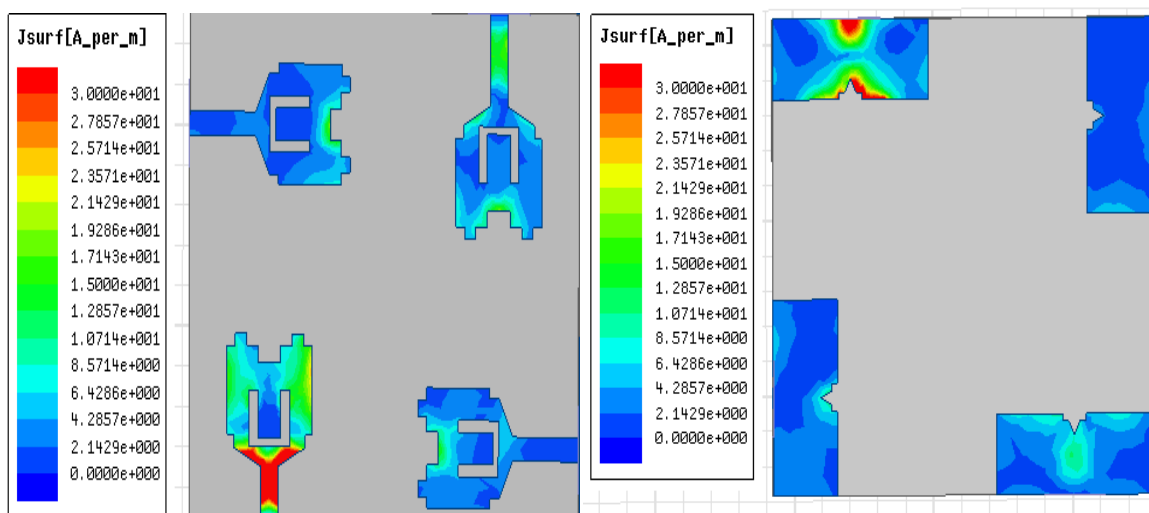 Jsurf[A_per_m]
3.0000e+001
2.7857e+001
2.5714e+001
2.3571e+001
2.1429e+001
1.9286e+001
1.7143e+001
1.5000e+001
1.2857e+001
1.0714e+001
8.5714e+000
6.4286e+000
4.2857e+000
2.1429e+000
0.0000e+000
Jsurf[A_per_m]
3.0000e+001
2.7857e+001
2.5714e+001
2.3571e+001
2.1429e+001
1.9286e+001
1.7143e+001
1.5000e+001
1.2857e+001
1.0714e+001
8.5714e+000
6.4286e+000
4.2857e+000
2.1429e+000
0.0000e+000